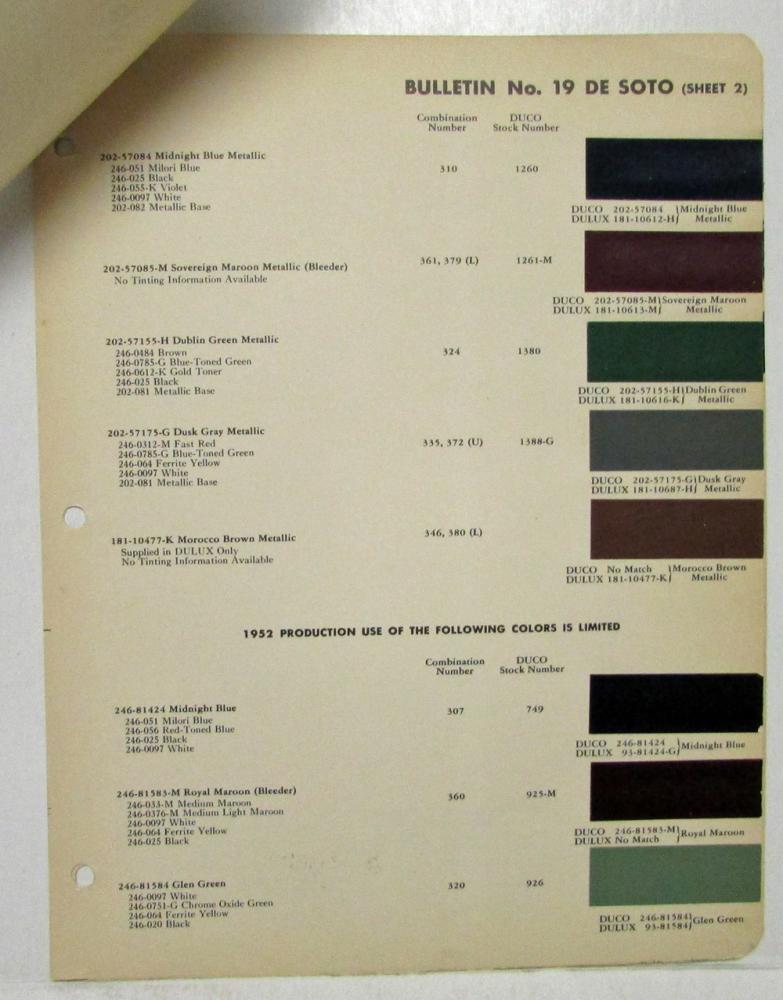 BULLETIN No. 19 DE SOTO (SHEET 2)
Combination Number DUCO Stock Number
202-57084 Midnight Blue Metallic
246-051 Milori Blue 310 1260
246-025 Black
246-055-K Violet
246-0097 White
202-082 Metallic Base
DUCO 202-57084 Midnight Blue
DULUX 181-10612-H Metallic
202-57085-M Sovereign Maroon Metallic (Bleeder) 361, 379 (L) 1261-M
No Tinting Information Available
DUCO 202-57085-M Sovereign Maroon
DULUX 181-10613-M Metallic
202-57155-H Dublin Green Metallic
246-0484 Brown 324 1380
246-0785-G Blue-Toned Green
246-0612-K Gold Toner
246-025 Black
202-081 Metallic Base
DUCO 202-57155-H Dublin Green
DULUX 181-10616-K Metallic
202-57175-G Dusk Gray Metallic
246-0312-M Fast Red 335, 372 (U) 1388-G
246-0785-G Blue-Toned Green
246-064 Ferrite Yellow
246-0097 White
202-081 Metallic Base
DUCO 202-57175-G Dusk Gray
DULUX 181-10687-H Metallic
181-10477-K Morocco Brown Metallic 346, 380 (L)
Supplied in DULUX Only
No Tinting Information Available
DUCO No Match Morocco Brown
DULUX 181-10477-K Metallic
1952 PRODUCTION USE OF THE FOLLOWING COLORS IS LIMITED
Combination Number DUCO Stock Number
246-81424 Midnight Blue 307 749
246-051 Milori Blue
246-056 Red-Toned Blue
246-025 Black
246-0097 White
DUCO 246-81424 Midnight Blue
DULUX 93-81424-G
246-81583-M Royal Maroon (Bleeder) 360 925-M
246-033-M Medium Maroon
246-0376-M Medium Light Maroon
246-0097 White
246-064 Ferrite Yellow
246-025 Black
DUCO 246-81583-M Royal Maroon
DULUX No Match
246-81584 Glen Green 320 926
246-0097 White
246-0751-G Chrome Oxide Green
246-064 Ferrite Yellow
246-020 Black
DUCO 246-81584 Glen Green
DULUX 93-81584